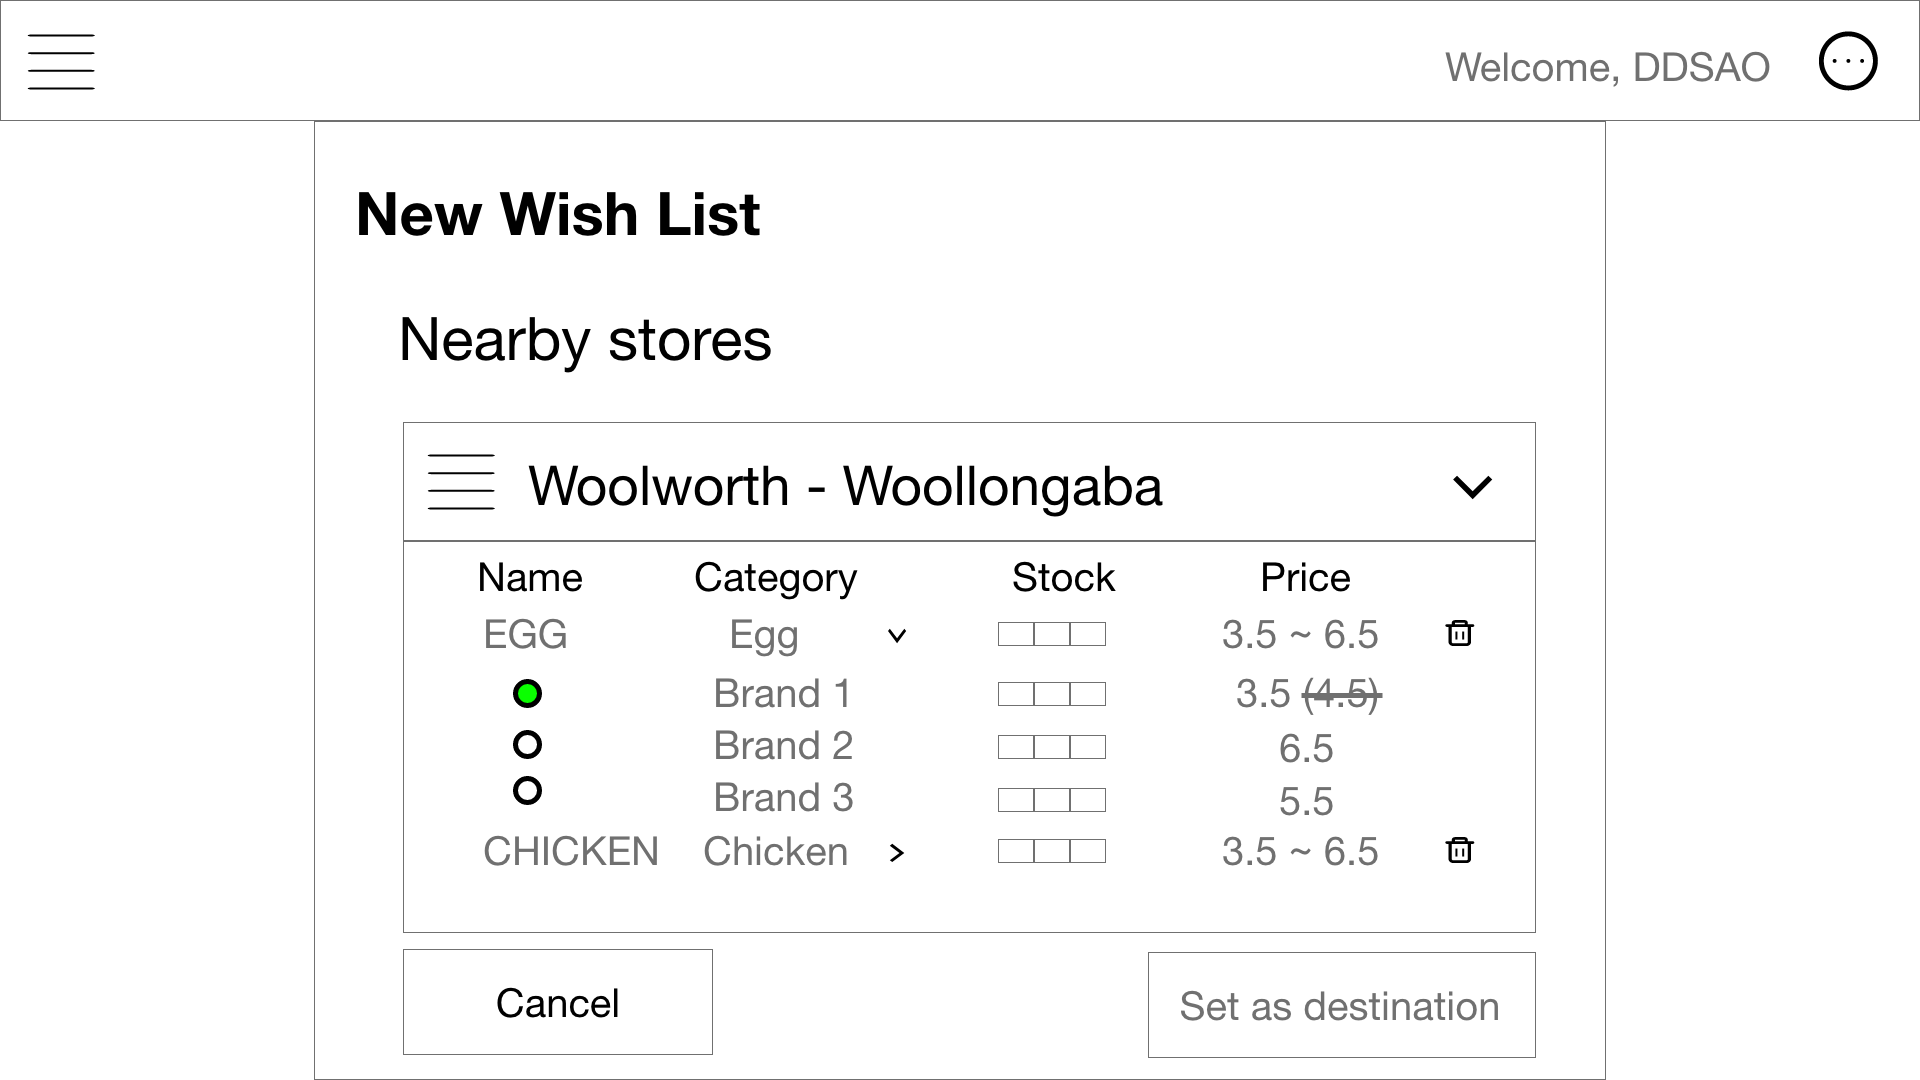 Welcome, DDSAO
New Wish List
Nearby stores
Woolworth - Woollongaba
Name Category Stock Price
EGG Egg 3.5 ~ 6.5
Brand 1 3.5 (4.5)
Brand 2 6.5
Brand 3 5.5
CHICKEN Chicken 3.5 ~ 6.5
Cancel Set as destination